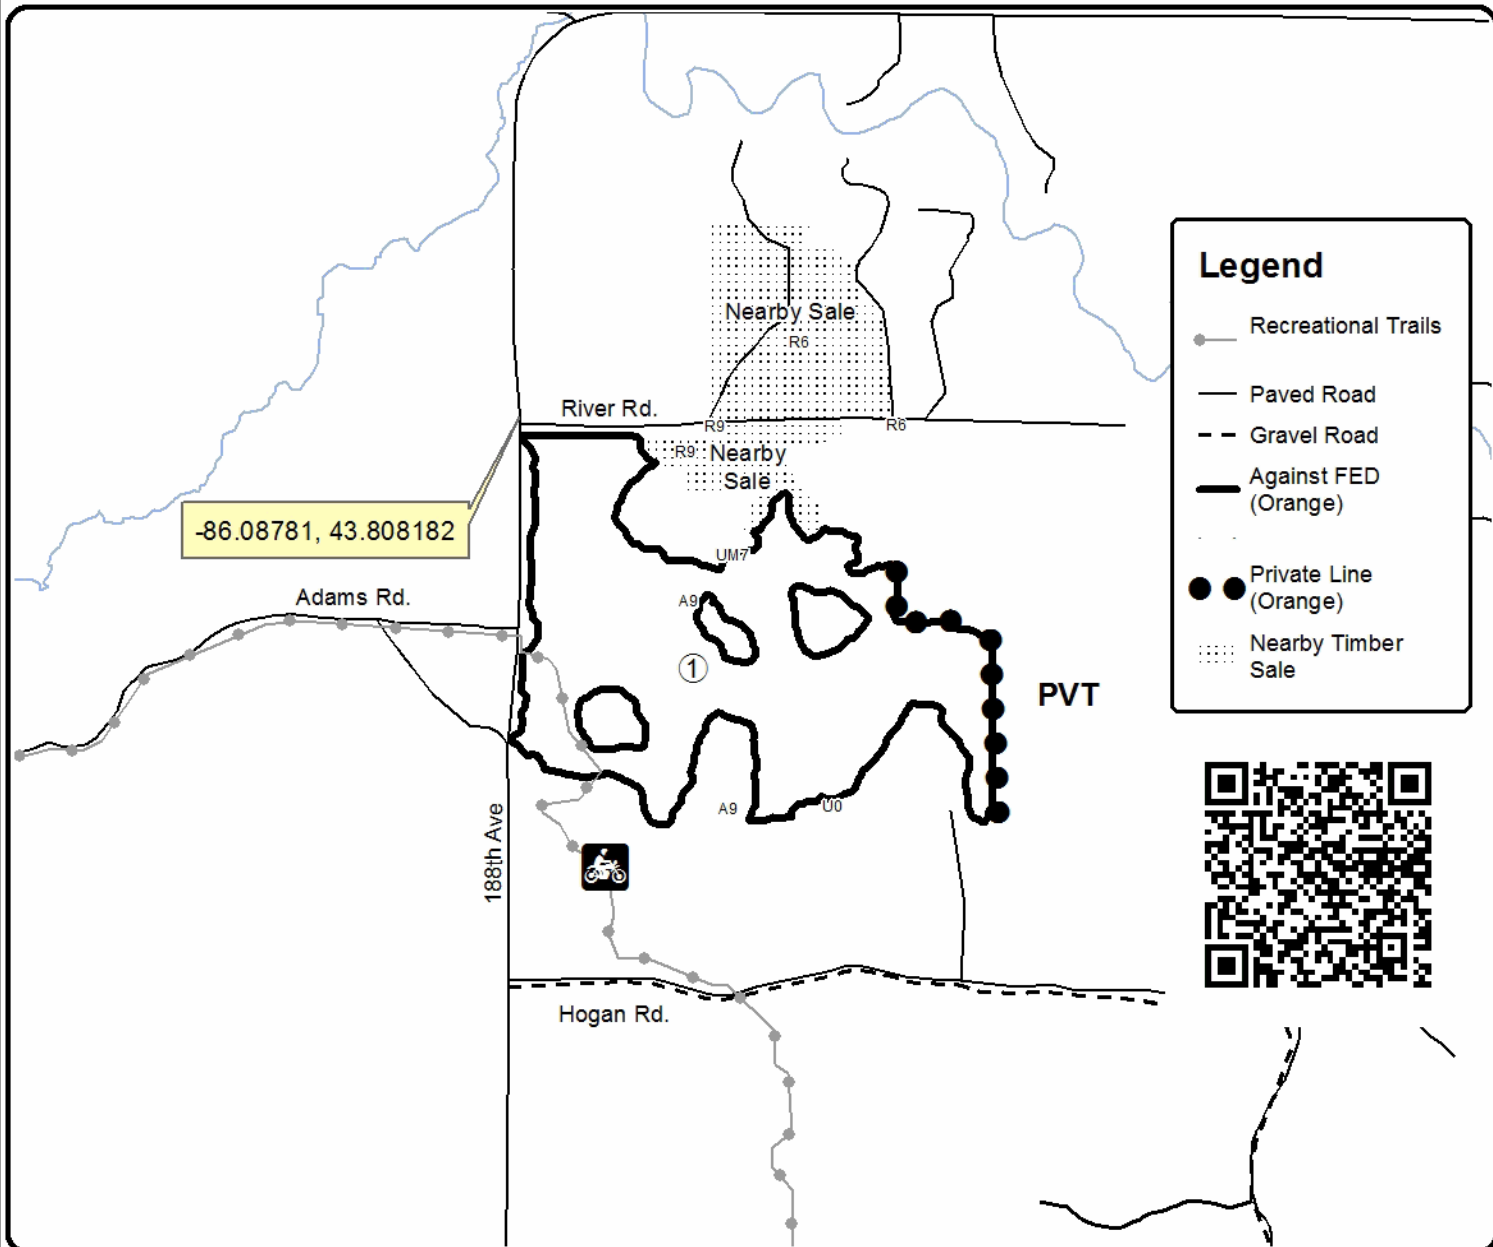 Legend
Recreational Trails
Paved Road
Gravel Road
Against FED
(Orange)
Private Line
(Orange)
Nearby Timber
Sale
Nearby Sale
R6
River Rd.
R9
R6
R9
Nearby
Sale
-86.08781, 43.808182
UM7
Adams Rd.
A9
1
PVT
A9
U0
188th Ave
Hogan Rd.